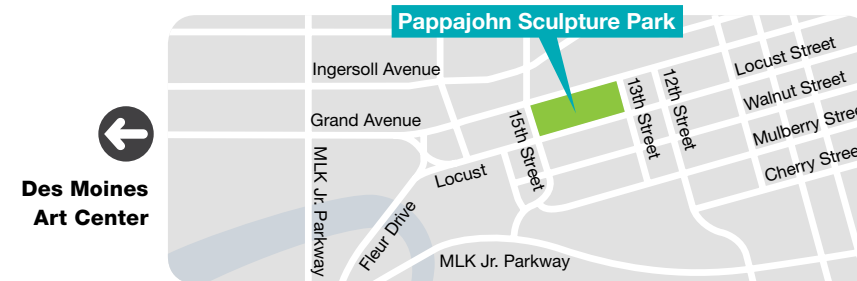 Pappajohn Sculpture Park
Ingersoll Avenue
Locust Street
Grand Avenue
Walnut Street
15th Street
13th Street
12th Street
Mulberry Stree
Cherry Stree
Des Moines
Art Center
MLK Jr. Parkway
Locust
Fleur Drive
MLK Jr. Parkway